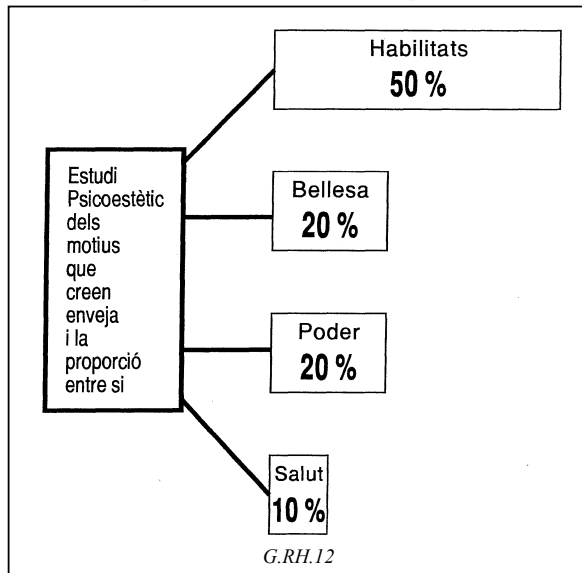 Habilitats
50 %
Estudi
Psicoestètic
dels
motius
que
creen
enveja
i la
proporció
entre si
Bellesa
20 %
Poder
20 %
Salut
10 %
G.RH.12